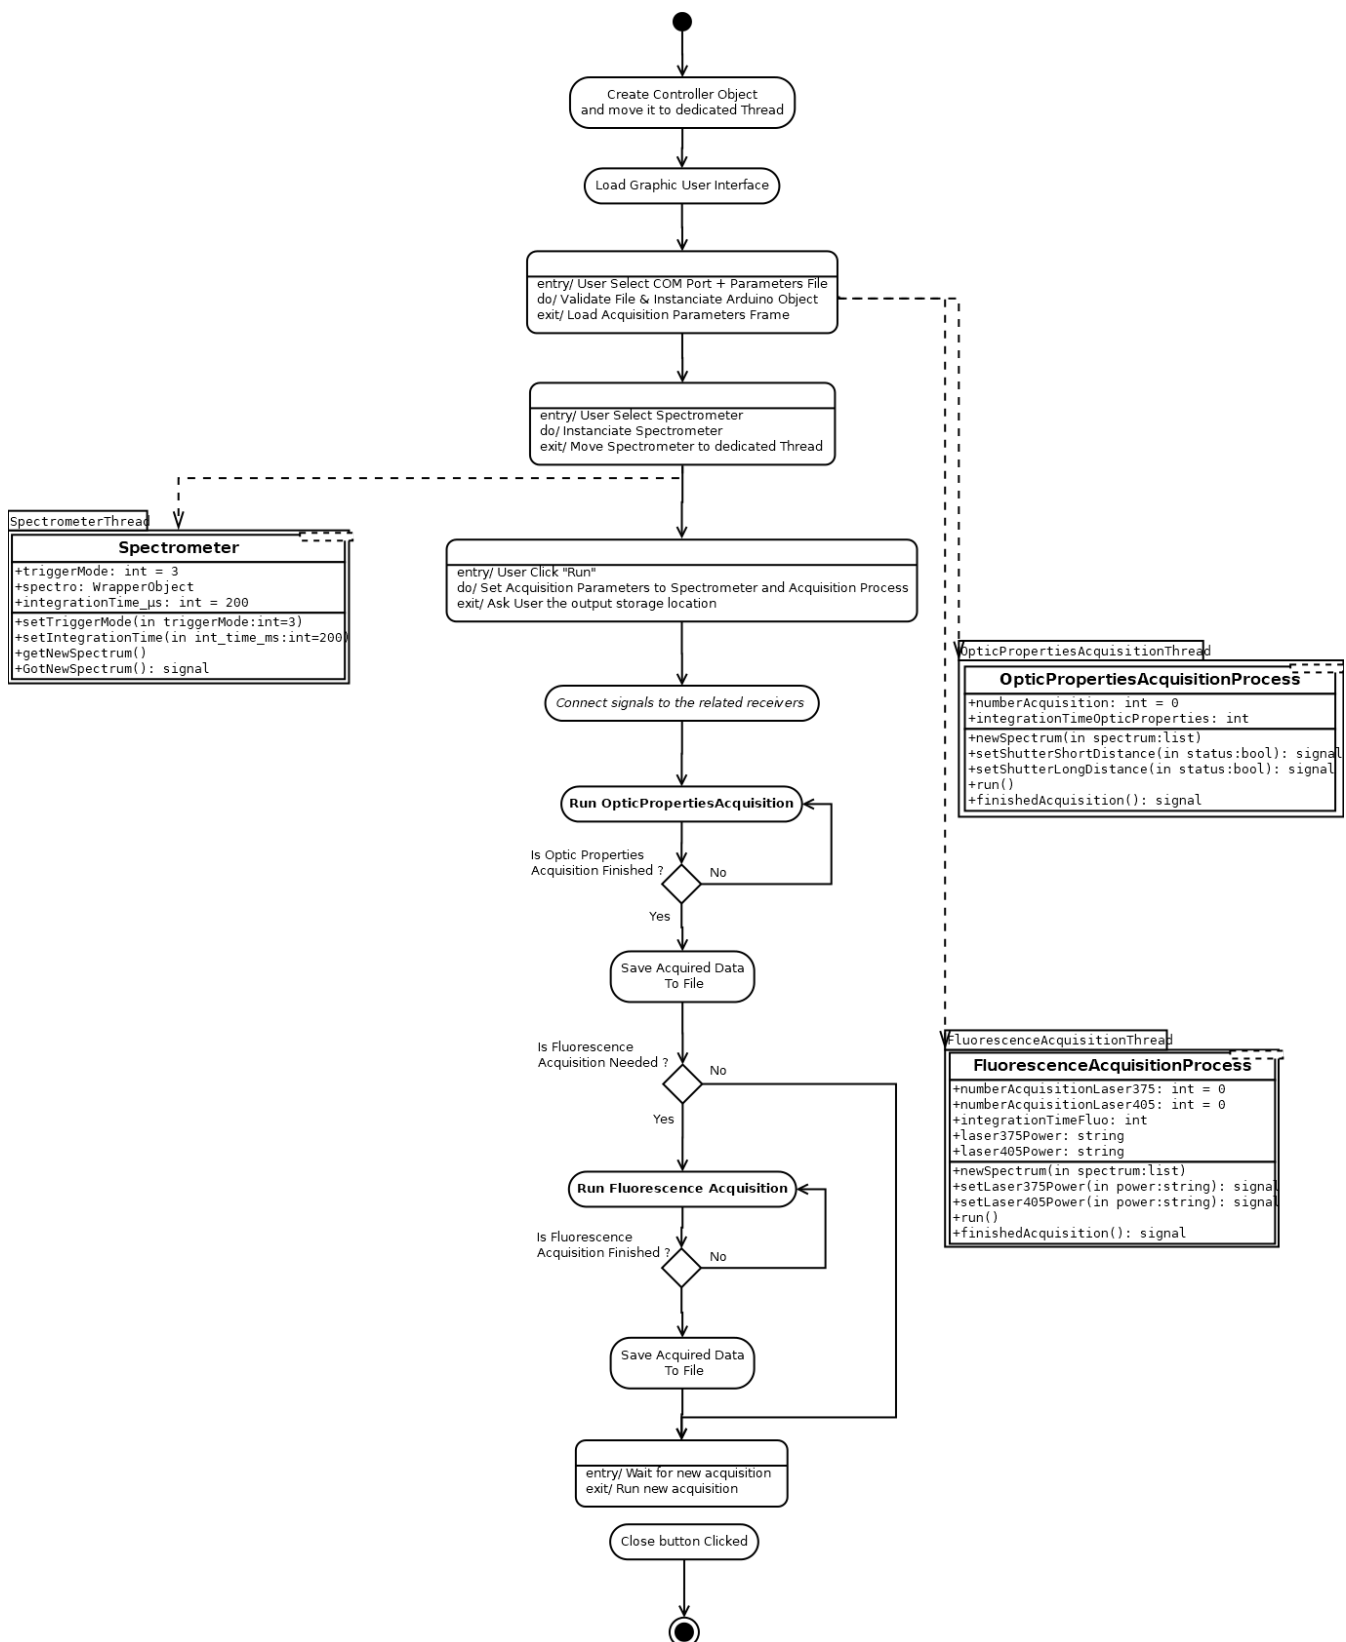 Create Controller Object
and move it to dedicated Thread
Load Graphic User Interface
entry/ User Select COM Port + Parameters File
do/ Validate File & Instanciate Arduino Object
exit/ Load Acquisition Parameters Frame
entry/ User Select Spectrometer
do/ Instanciate Spectrometer
exit/ Move Spectrometer to dedicated Thread
SpectrometerThread
Spectrometer
+triggerMode: int = 3
+spectro: WrapperObject
+integrationTime_µs: int = 200
+setTriggerMode(in triggerMode:int=3)
+setIntegrationTime(in int_time_ms:int=200)
+getNewSpectrum()
+GotNewSpectrum(): signal
entry/ User Click "Run"
do/ Set Acquisition Parameters to Spectrometer and Acquisition Process
exit/ Ask User the output storage location
OpticPropertiesAcquisitionThread
OpticPropertiesAcquisitionProcess
+numberAcquisition: int = 0
+integrationTimeOpticProperties: int
+newSpectrum(in spectrum:list)
+setShutterShortDistance(in status:bool): signal
+setShutterLongDistance(in status:bool): signal
+run()
+finishedAcquisition(): signal
Connect signals to the related receivers
Run OpticPropertiesAcquisition
Is Optic Properties
Acquisition Finished ?
No
Yes
Save Acquired Data
To File
Is Fluorescence
Acquisition Needed ?
No
Yes
FluorescenceAcquisitionThread
FluorescenceAcquisitionProcess
+numberAcquisitionLaser375: int = 0
+numberAcquisitionLaser405: int = 0
+integrationTimeFluo: int
+laser375Power: string
+laser405Power: string
+newSpectrum(in spectrum:list)
+setLaser375Power(in power:string): signal
+setLaser405Power(in power:string): signal
+run()
+finishedAcquisition(): signal
Run Fluorescence Acquisition
Is Fluorescence
Acquisition Finished ?
No
Save Acquired Data
To File
entry/ Wait for new acquisition
exit/ Run new acquisition
Close button Clicked